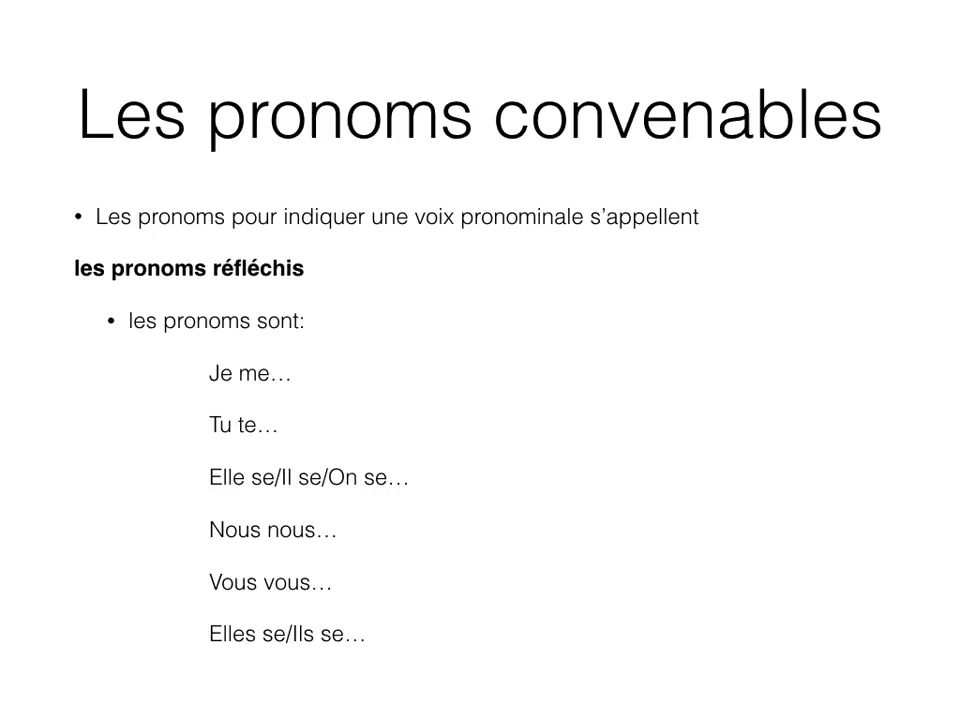 Les pronoms convenables
• Les pronoms pour indiquer une voix pronominale s’appellent
les pronoms réfléchis
• les pronoms sont:
Je me…
Tu te…
Elle se/Il se/On se…
Nous nous…
Vous vous…
Elles se/Ils se…